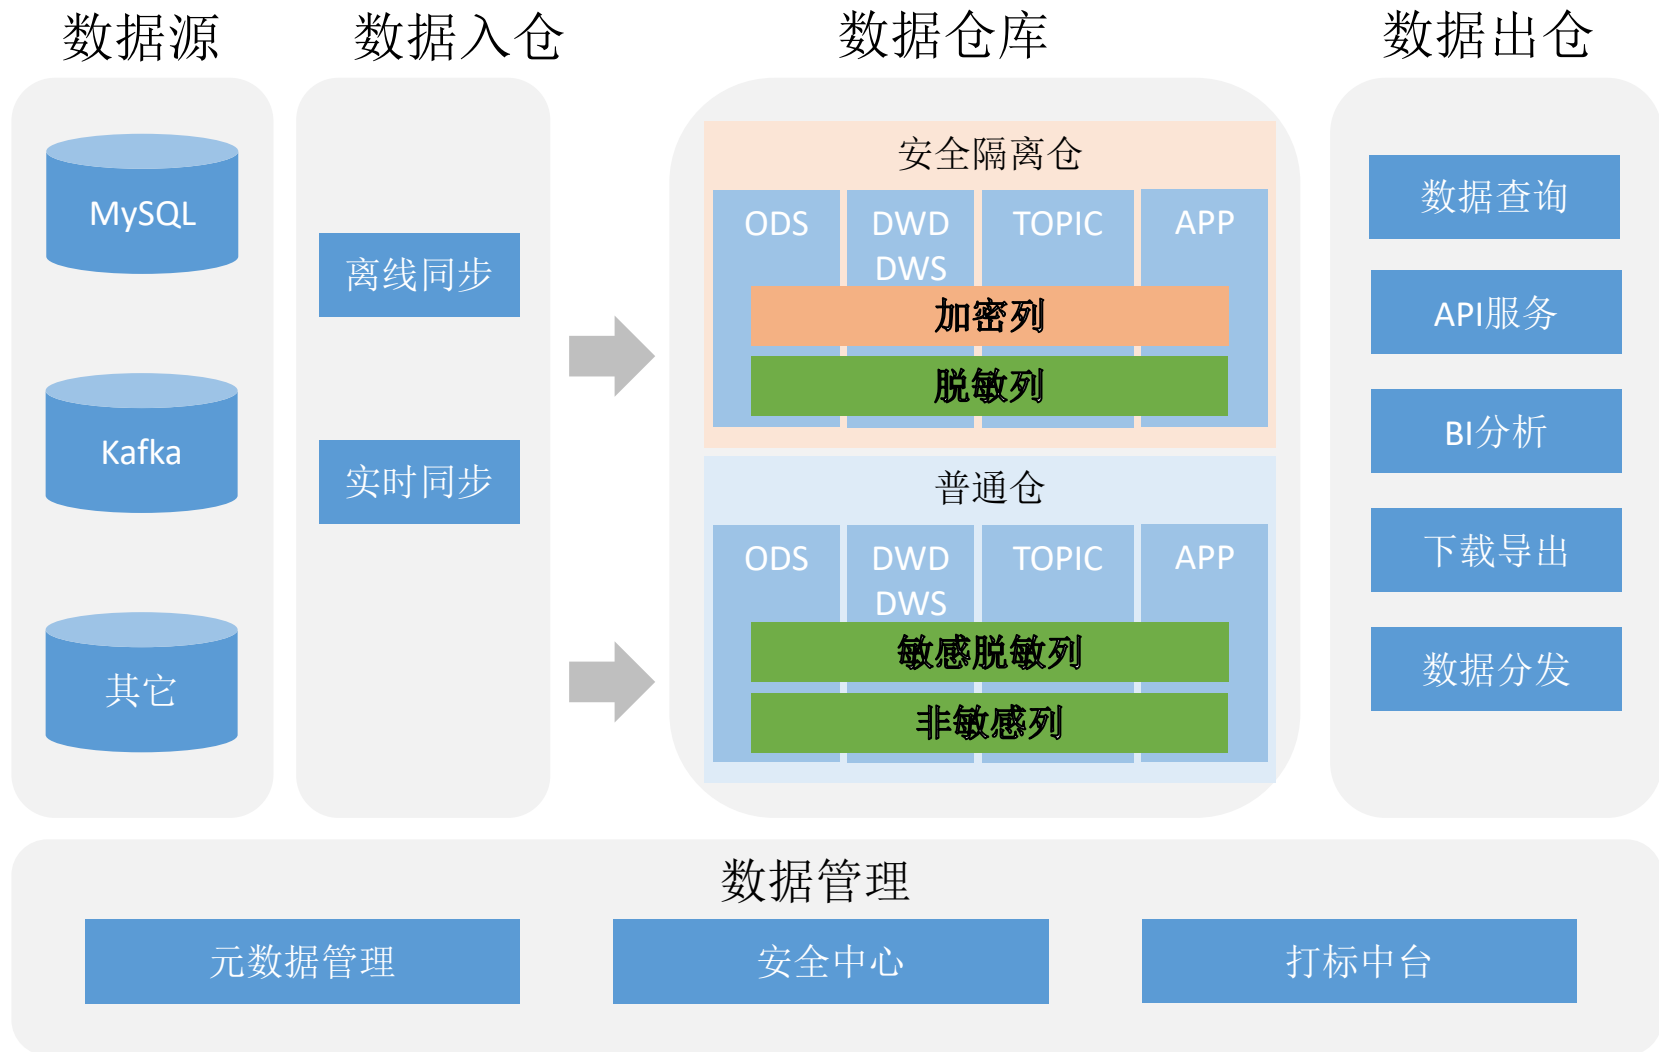 数据源
数据入仓
数据仓库
数据出仓
MySQL
Kafka
其它
离线同步
实时同步
安全隔离仓
ODS
DWD
DWS
TOPIC
APP
加密列
脱敏列
普通仓
ODS
DWD
DWS
TOPIC
APP
敏感脱敏列
非敏感列
数据查询
API服务
BI分析
下载导出
数据分发
数据管理
元数据管理
安全中心
打标中台